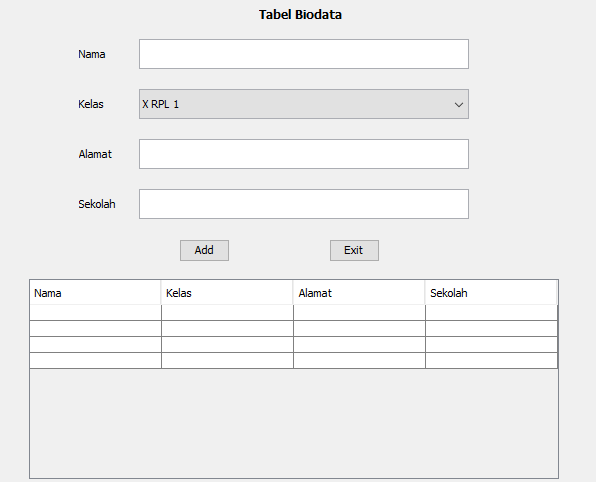 Tabel Biodata
Nama
Kelas X RPL 1
Alamat
Sekolah
Add Exit
Nama Kelas Alamat Sekolah